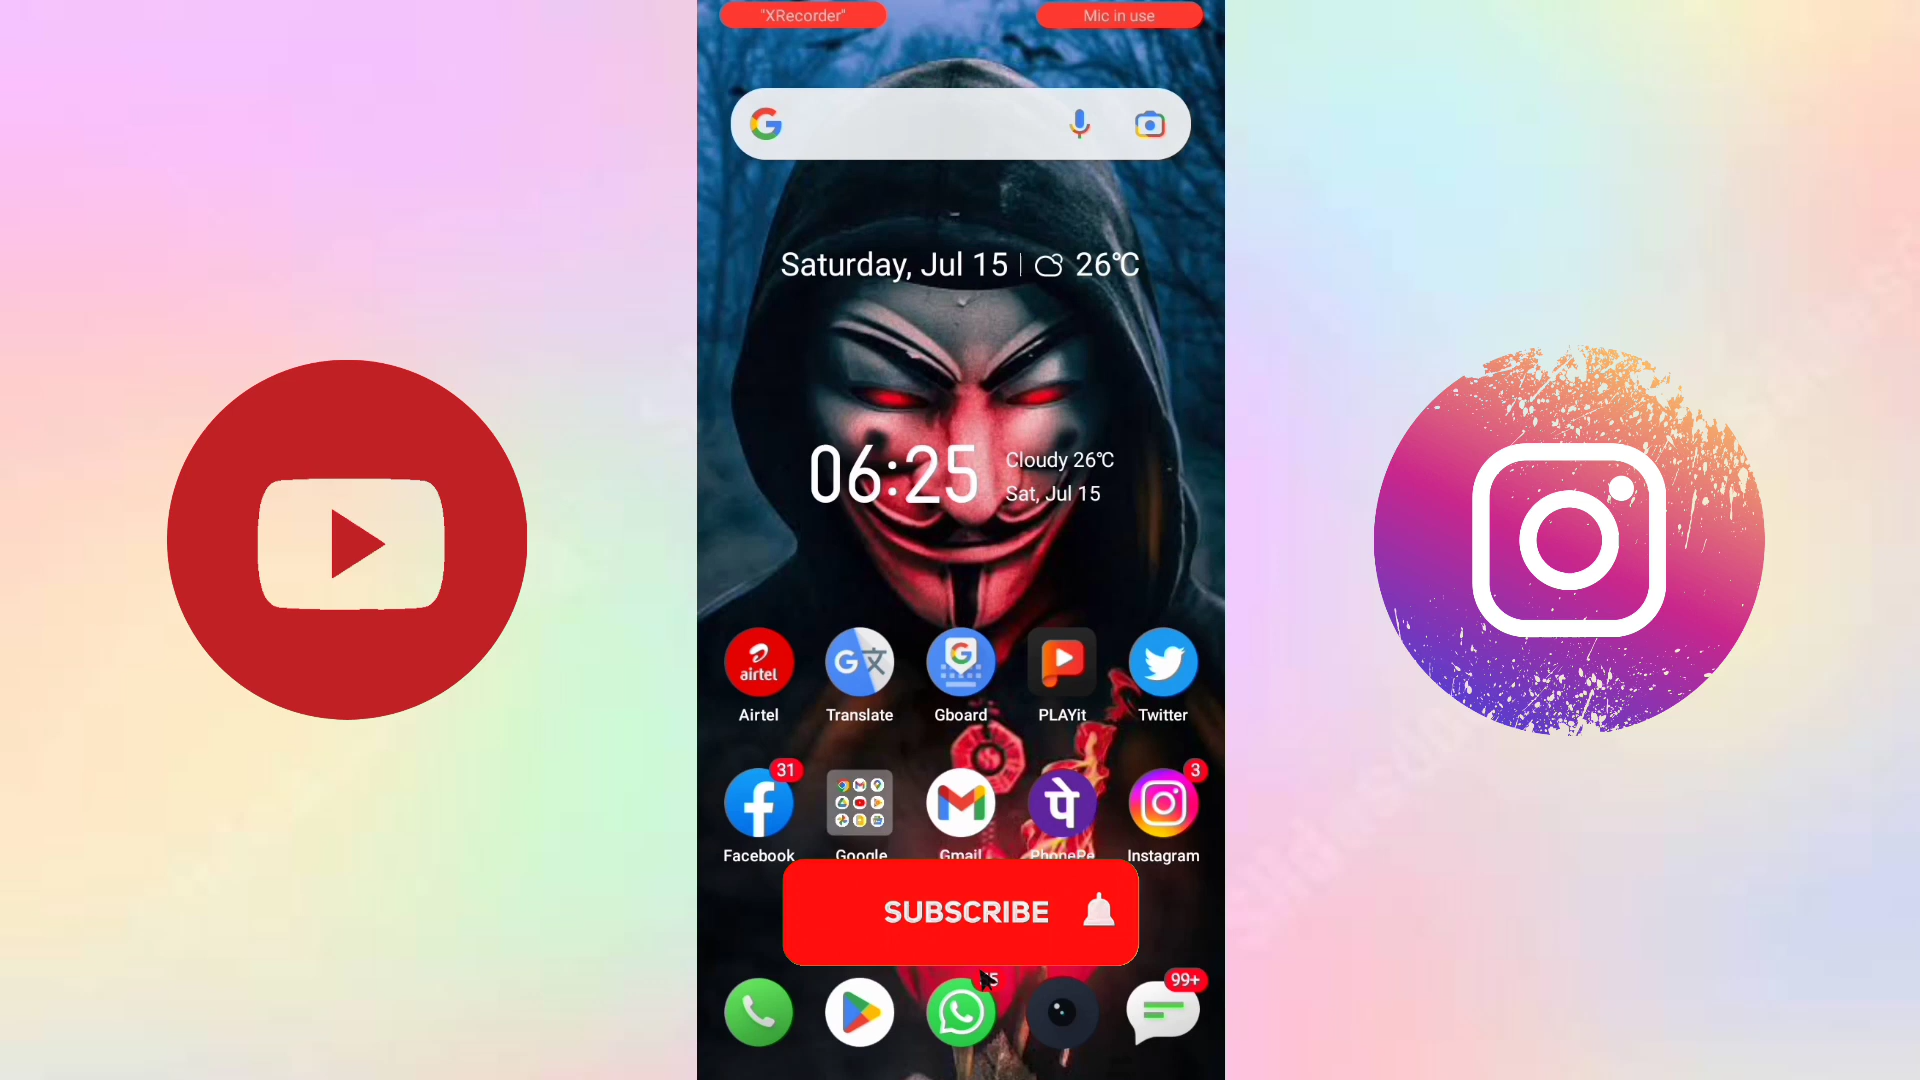 "XRecorder" Mic in use
Saturday, Jul 15 | 26°C
06:25
Cloudy 26°C
Sat, Jul 15
airtel
Airtel Translate Gboard PLAYit Twitter
31 3
पे
Facebook Google Gmail PhonePe Instagram
SUBSCRIBE
99+